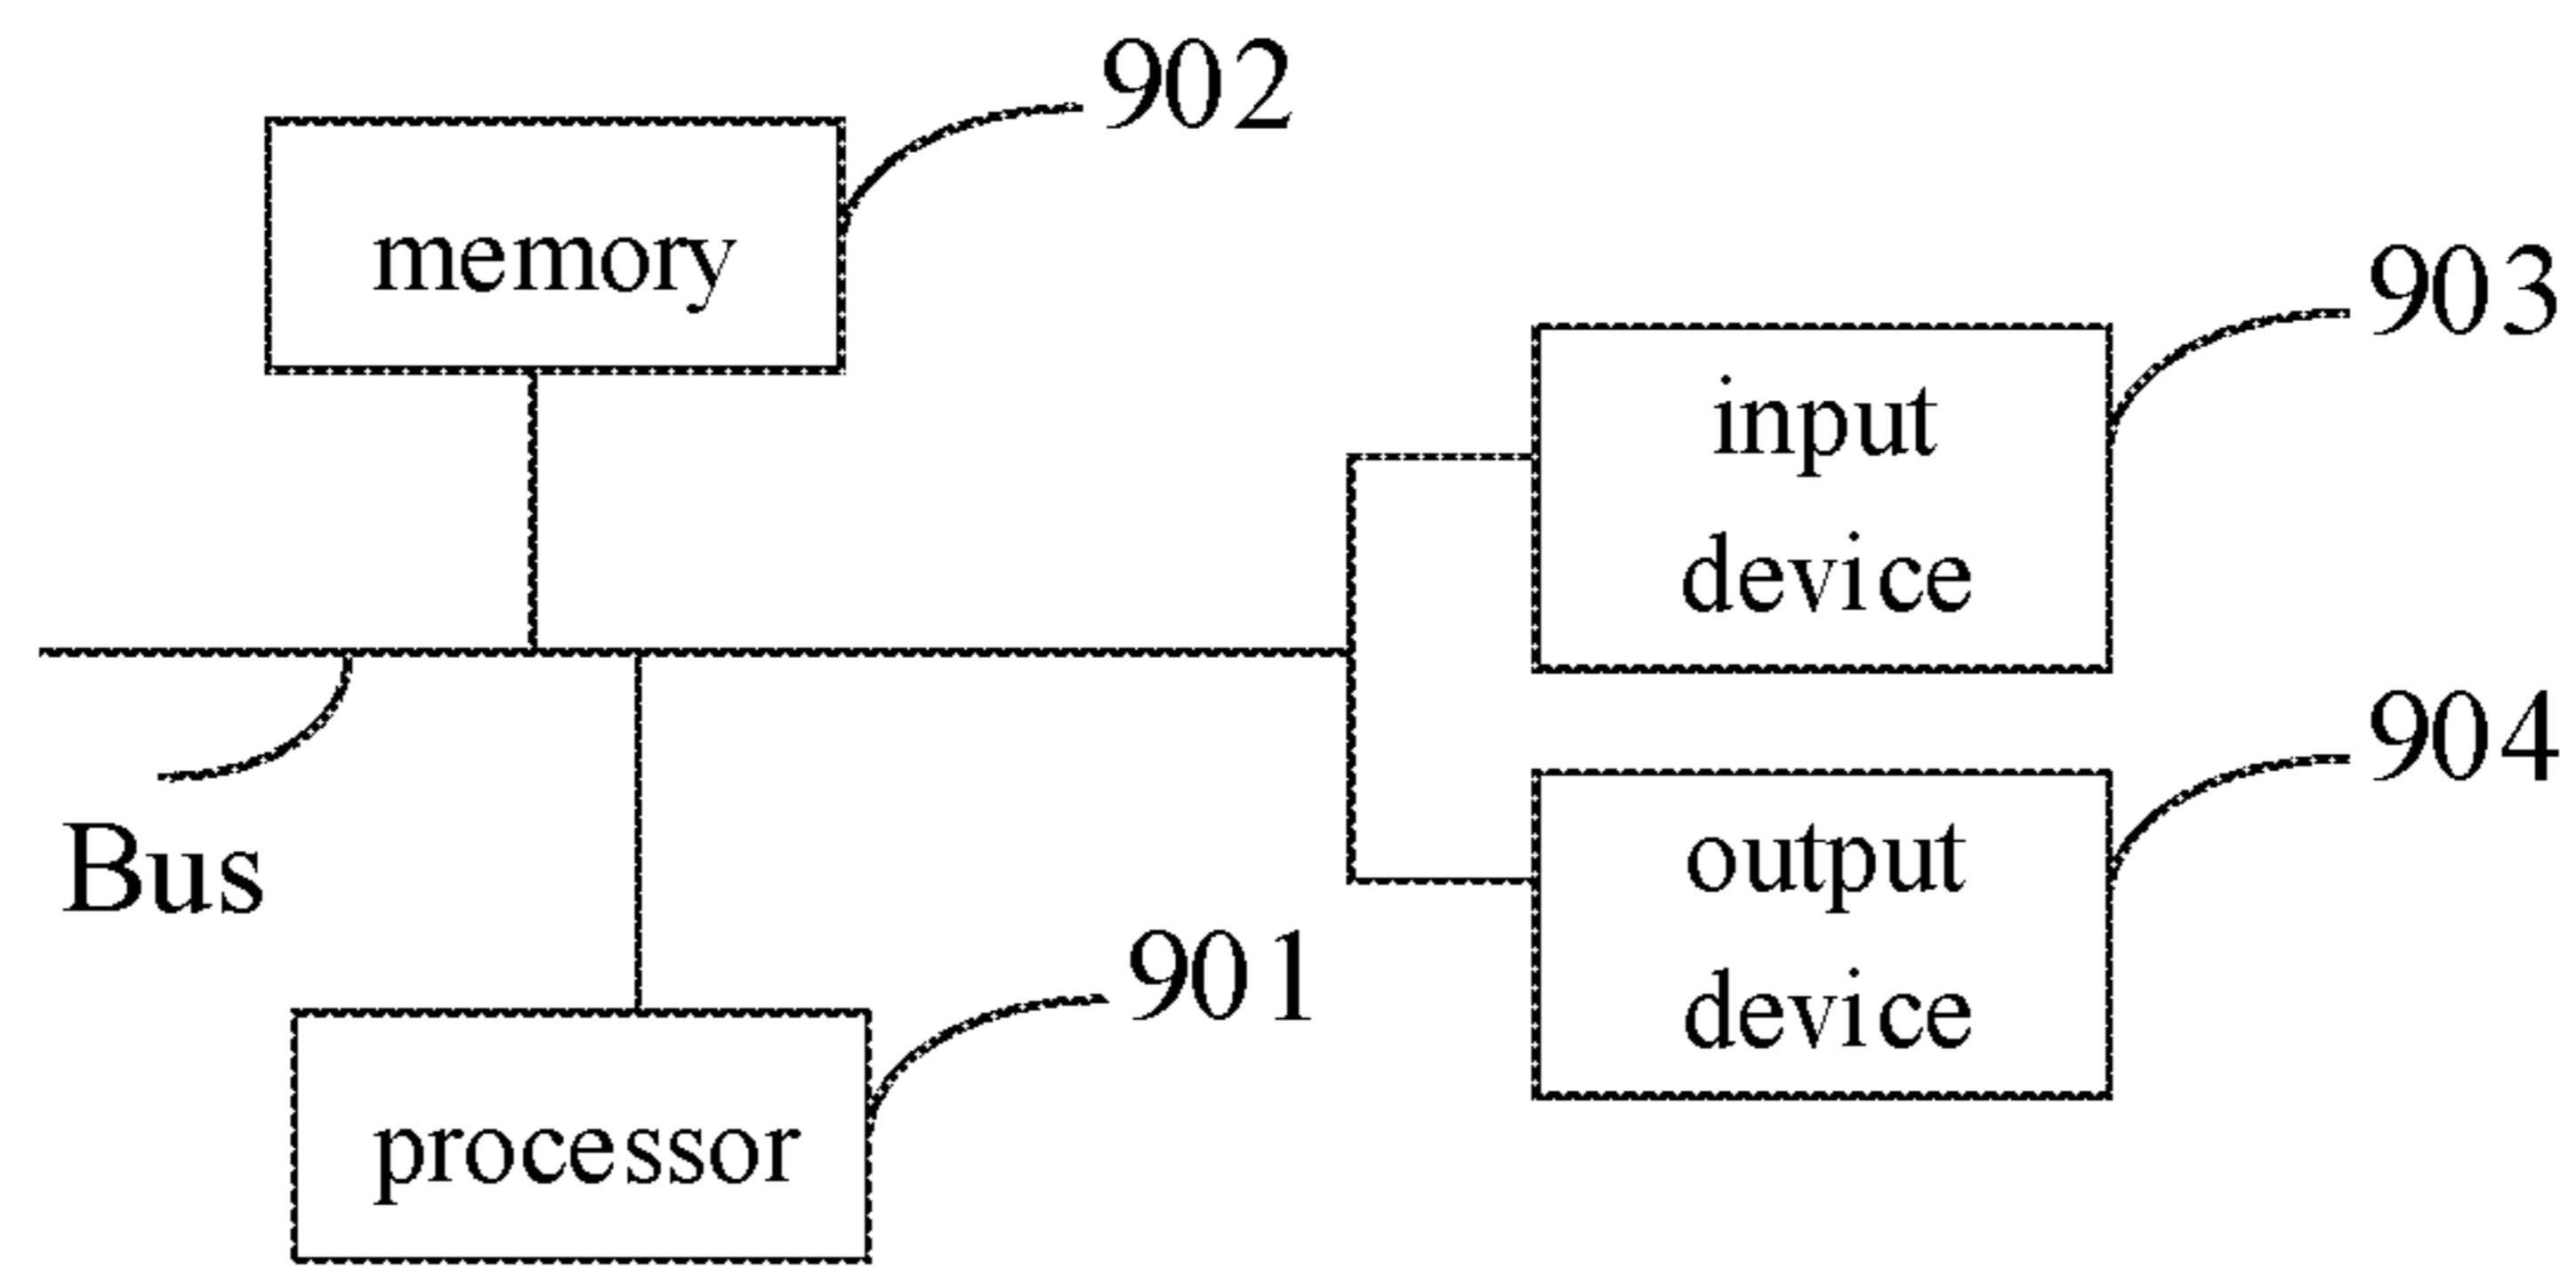 902
memory
903
input
device
904
output
device
Bus
901
processor